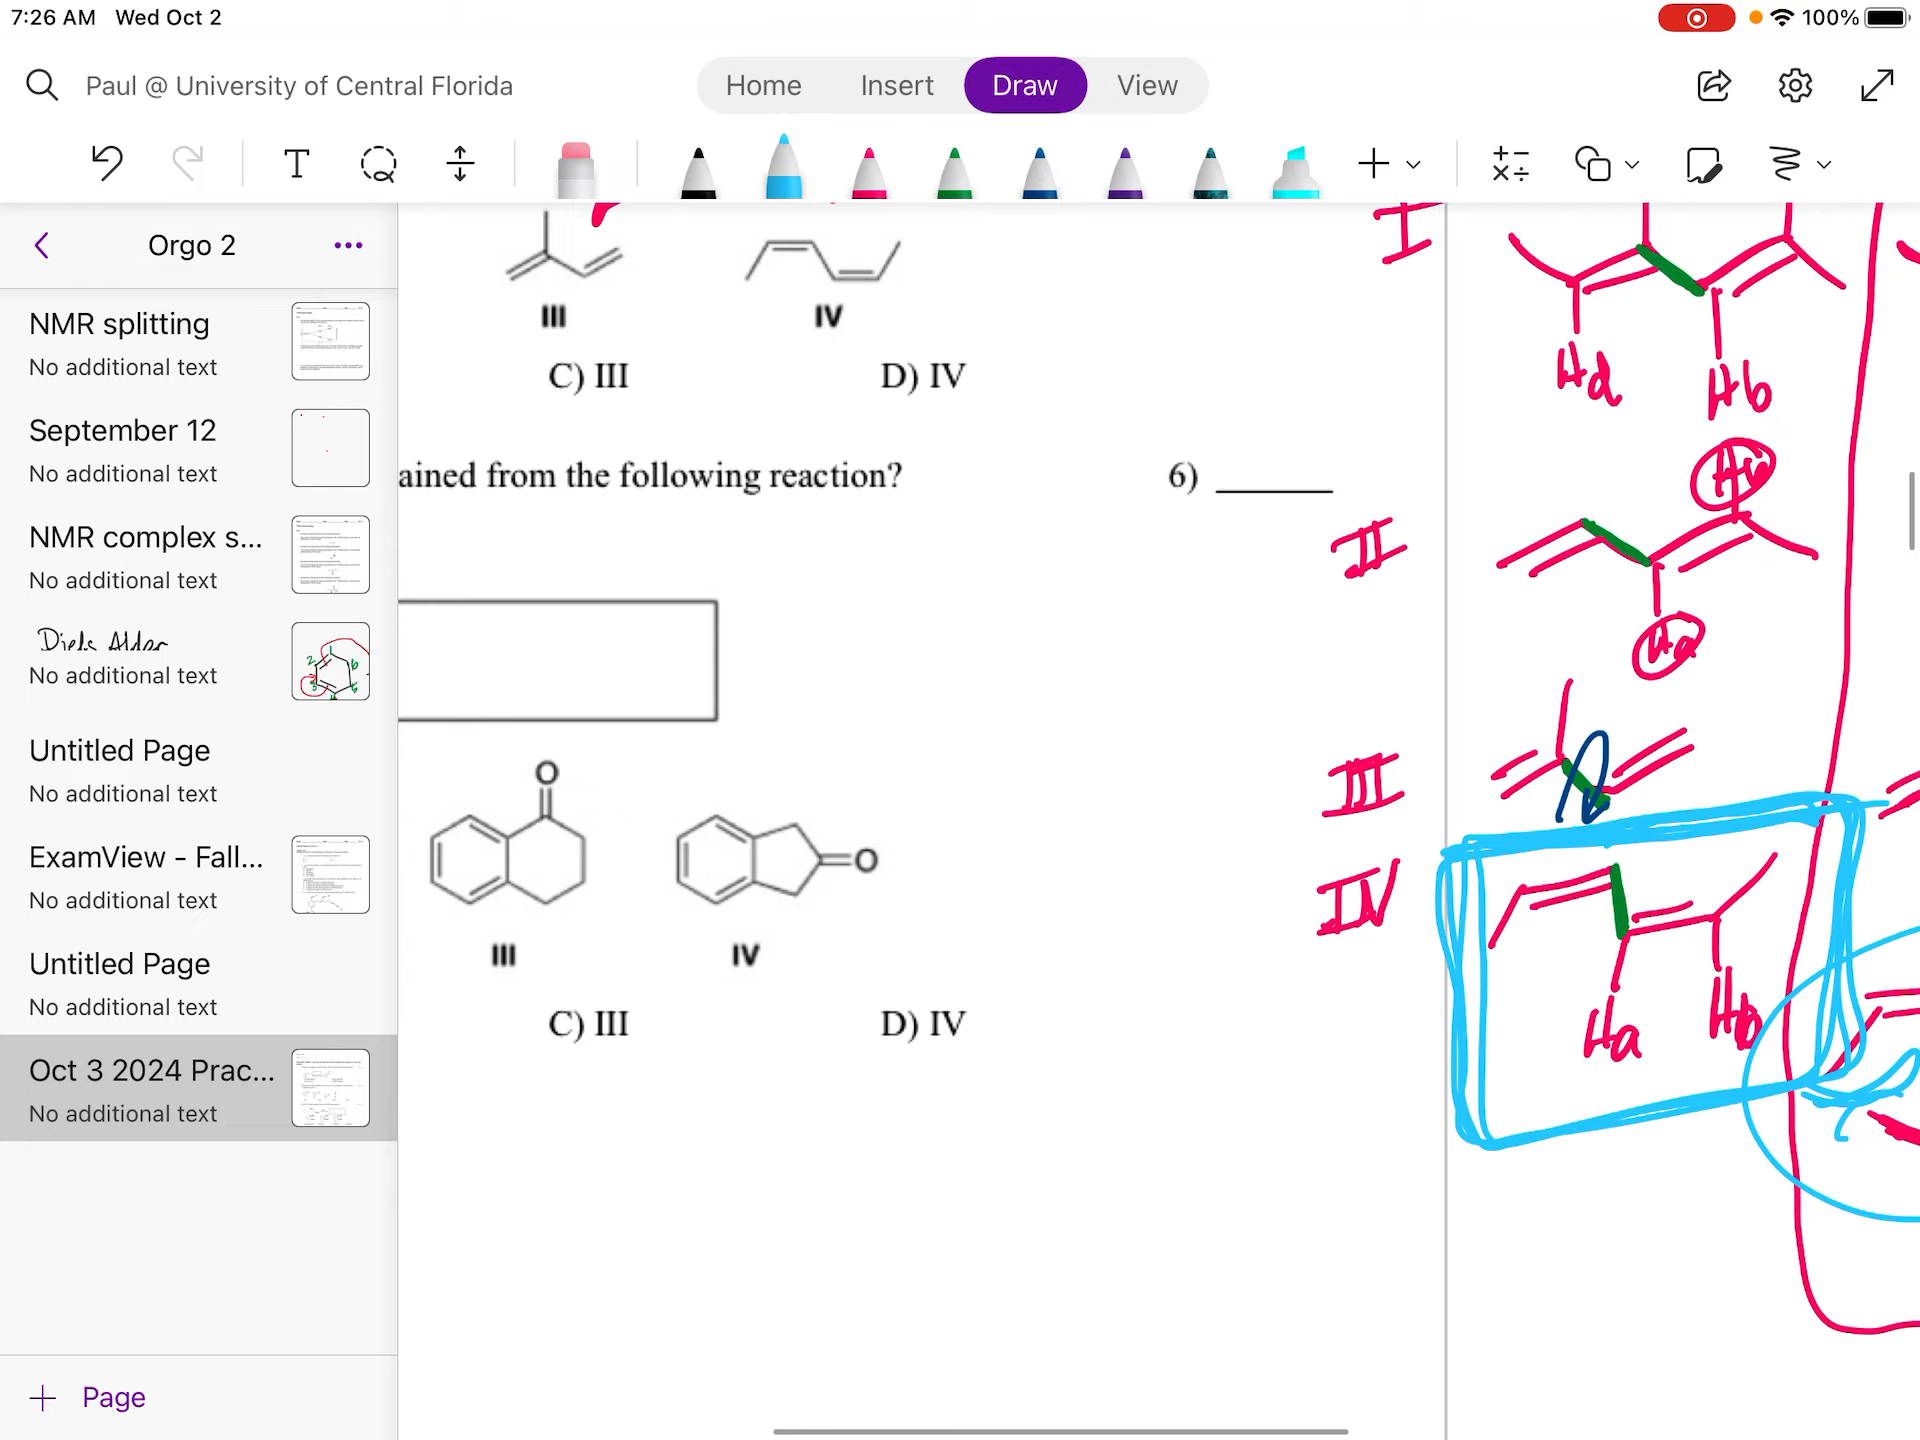 7:26 AM Wed Oct 2
100%
Paul @ University of Central Florida
Home Insert Draw View
T
Orgo 2
NMR splitting
No additional text
September 12
No additional text
NMR complex s...
No additional text
Diels Alder
No additional text
Untitled Page
No additional text
ExamView - Fall...
No additional text
Untitled Page
No additional text
Oct 3 2024 Prac...
No additional text
Page
III IV
C) III D) IV
ained from the following reaction? 6) ______
O
O
III IV
C) III D) IV
I
Hd Hb
II
Ha
III
IV
Ha Hb